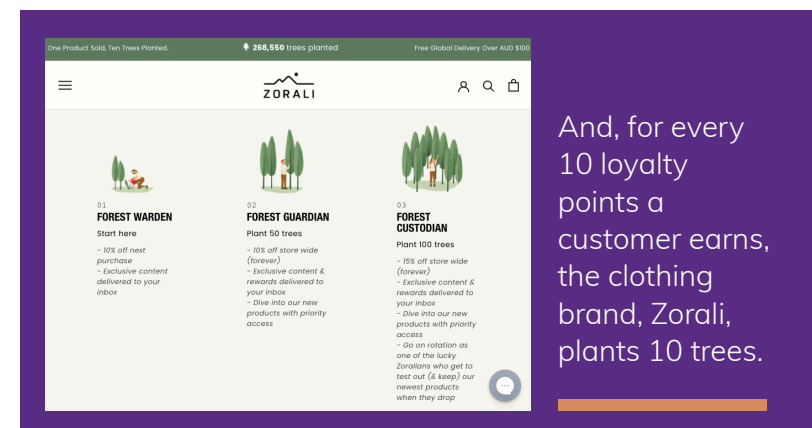 One Product Sold, Ten Trees Planted.
268,550 trees planted
Free Global Delivery Over AUD $100
ZORALI
01
FOREST WARDEN
Start here
- 10% off next
purchase
- Exclusive content
delivered to your
inbox
02
FOREST GUARDIAN
Plant 50 trees
- 10% off store wide
(forever)
- Exclusive content &
rewards delivered to
your inbox
- Dive into our new
products with priority
access
03
FOREST
CUSTODIAN
Plant 100 trees
- 15% off store wide
(forever)
- Exclusive content &
rewards delivered to
your inbox
- Dive into our new
products with priority
access
- Go on rotation as
one of the lucky
Zoralians who get to
test out (& keep) our
newest products
when they drop
And, for every
10 loyalty
points a
customer earns,
the clothing
brand, Zorali,
plants 10 trees.